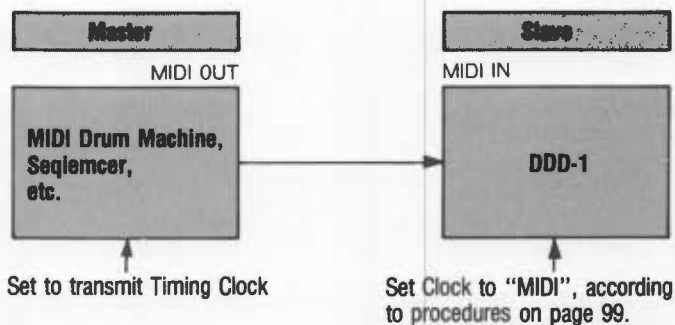 Master
Slave
MIDI OUT
MIDI IN
MIDI Drum Machine,
Seqiemcer,
etc.
DDD-1
Set to transmit Timing Clock
Set Clock to “MIDI”, according
to procedures on page 99.